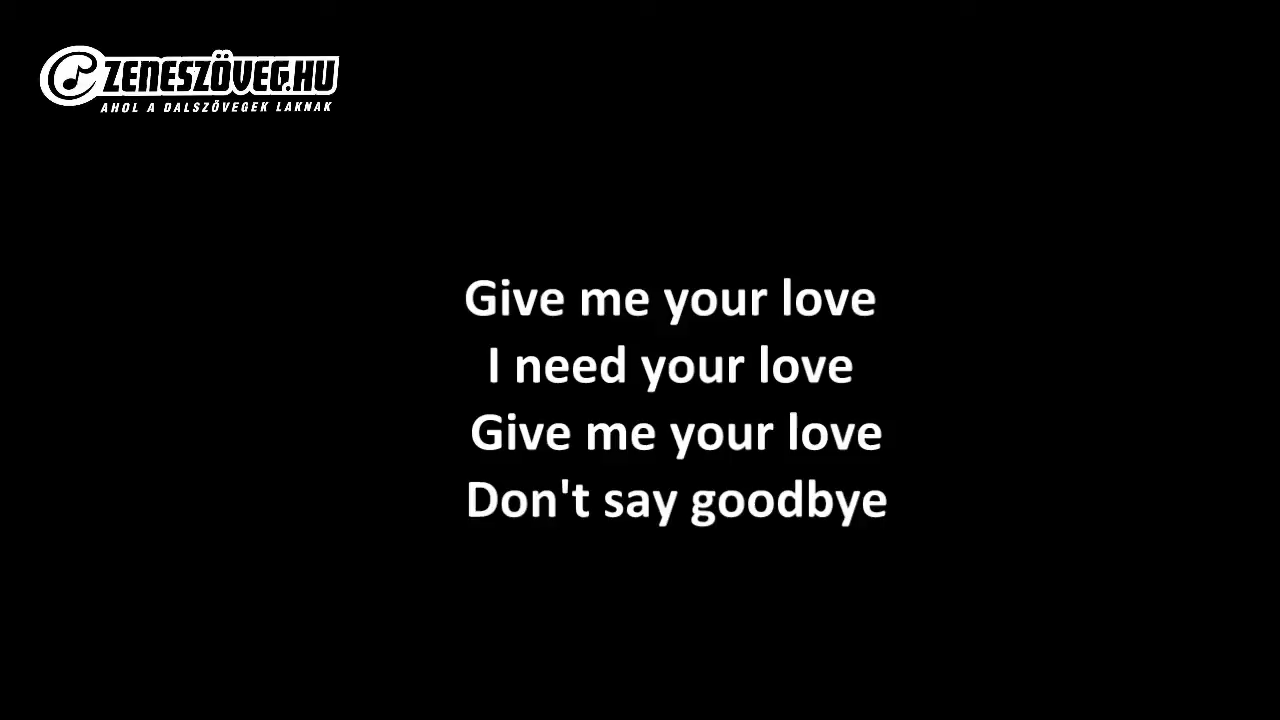 ZENESZÖVEG.HU
AHOL A DALSZÖVEGEK LAKNAK
Give me your love
I need your love
Give me your love
Don't say goodbye